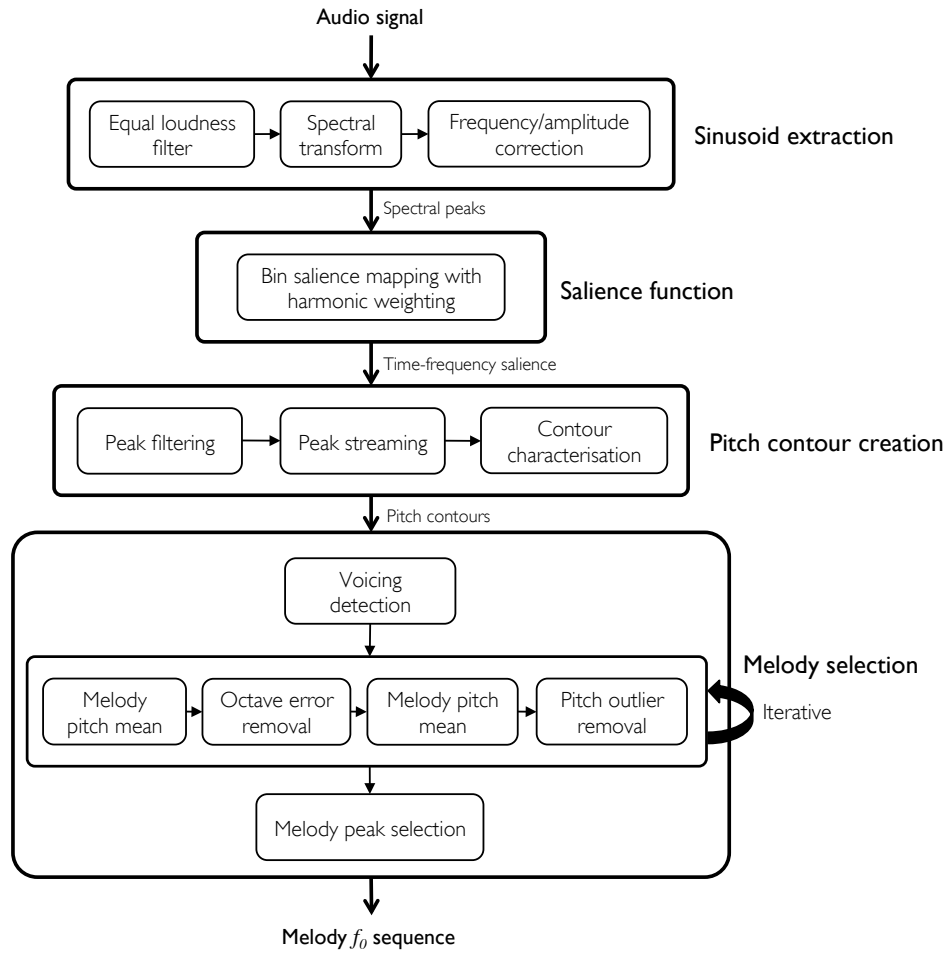 Audio signal
Equal loudness
filter
Spectral
transform
Frequency/amplitude
correction
Sinusoid extraction
Spectral peaks
Bin salience mapping with
harmonic weighting
Salience function
Time-frequency salience
Peak filtering
Peak streaming
Contour
characterisation
Pitch contour creation
Pitch contours
Voicing
detection
Melody selection
Melody
pitch mean
Octave error
removal
Melody pitch
mean
Pitch outlier
removal
Iterative
Melody peak selection
Melody f0 sequence